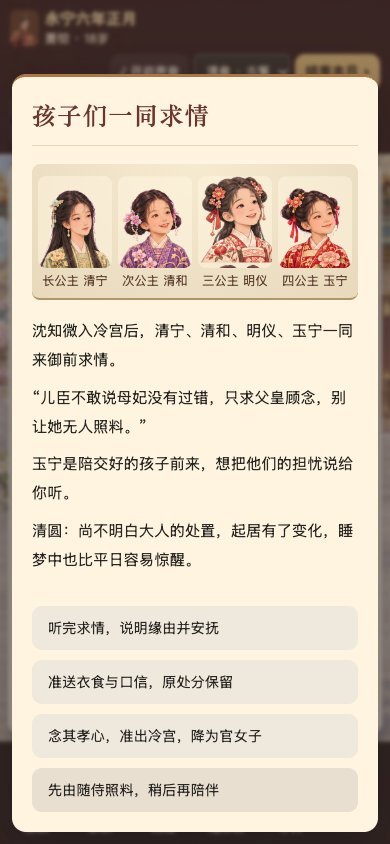 永宁六年正月
孩子们一同求情
长公主 清宁
次公主 清和
三公主 明仪
四公主 玉宁
沈知微入冷宫后，清宁、清和、明仪、玉宁一同
来御前求情。
“儿臣不敢说母妃没有过错，只求父皇顾念，别
让她无人照料。”
玉宁是陪交好的孩子前来，想把他们的担忧说给
你听。
清圆：尚不明白大人的处置，起居有了变化，睡
梦中也比平日容易惊醒。
听完求情，说明缘由并安抚
准送衣食与口信，原处分保留
念其孝心，准出冷宫，降为官女子
先由随侍照料，稍后再陪伴